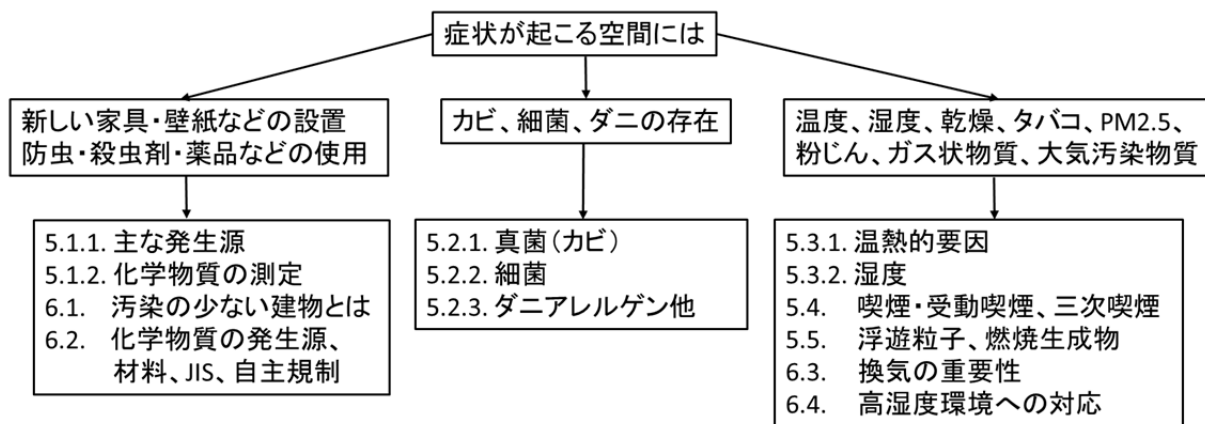 症状が起こる空間には
新しい家具・壁紙などの設置
防虫・殺虫剤・薬品などの使用
カビ、細菌、ダニの存在
温度、湿度、乾燥、タバコ、PM2.5、
粉じん、ガス状物質、大気汚染物質
5.1.1. 主な発生源
5.1.2. 化学物質の測定
6.1. 汚染の少ない建物とは
6.2. 化学物質の発生源、
材料、JIS、自主規制
5.2.1. 真菌(カビ)
5.2.2. 細菌
5.2.3. ダニアレルゲン他
5.3.1. 温熱的要因
5.3.2. 湿度
5.4. 喫煙・受動喫煙、三次喫煙
5.5. 浮遊粒子、燃焼生成物
6.3. 換気の重要性
6.4. 高湿度環境への対応